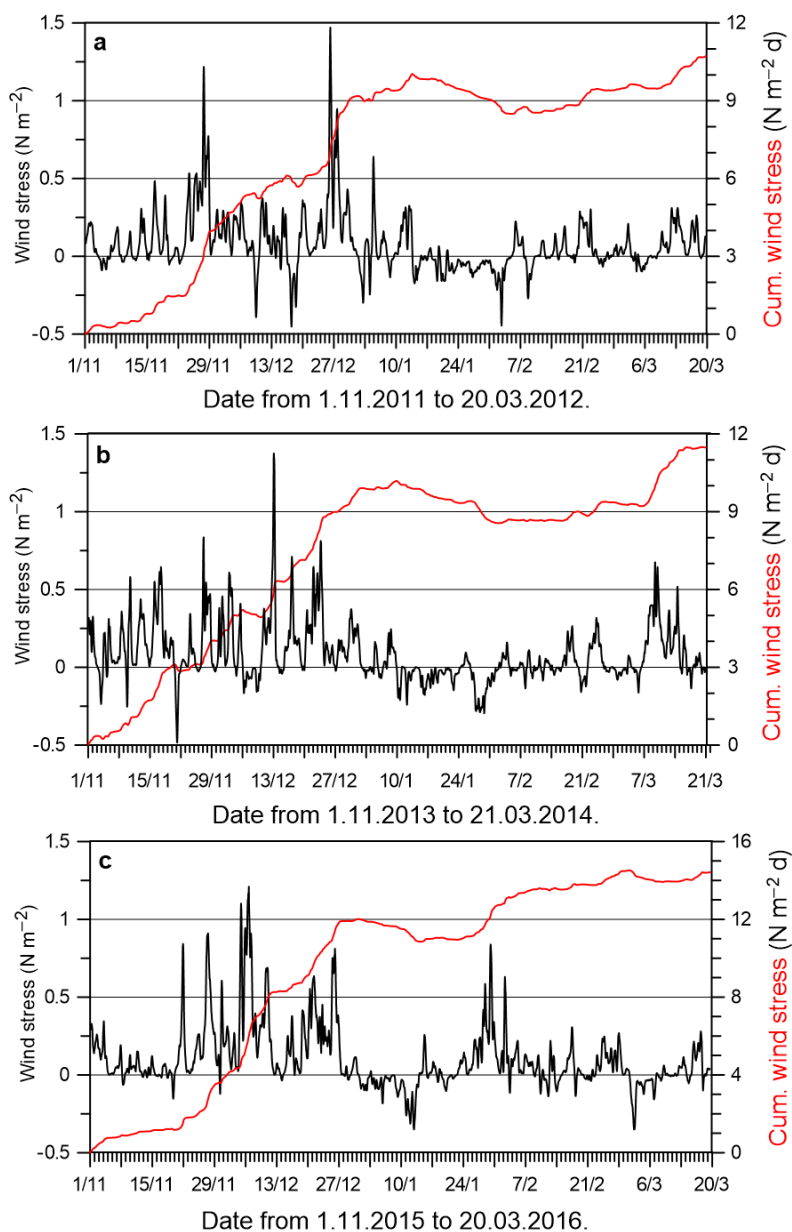 a
Wind stress (N m−2)
Cum. wind stress (N m−2 d)
1.5
1
0.5
0
-0.5
12
9
6
3
0
1/11 15/11 29/11 13/12 27/12 10/1 24/1 7/2 21/2 6/3 20/3
Date from 1.11.2011 to 20.03.2012.
b
Wind stress (N m−2)
Cum. wind stress (N m−2 d)
1.5
1
0.5
0
-0.5
12
9
6
3
0
1/11 15/11 29/11 13/12 27/12 10/1 24/1 7/2 21/2 7/3 21/3
Date from 1.11.2013 to 21.03.2014.
c
Wind stress (N m−2)
Cum. wind stress (N m−2 d)
1.5
1
0.5
0
-0.5
16
12
8
4
0
1/11 15/11 29/11 13/12 27/12 10/1 24/1 7/2 21/2 6/3 20/3
Date from 1.11.2015 to 20.03.2016.